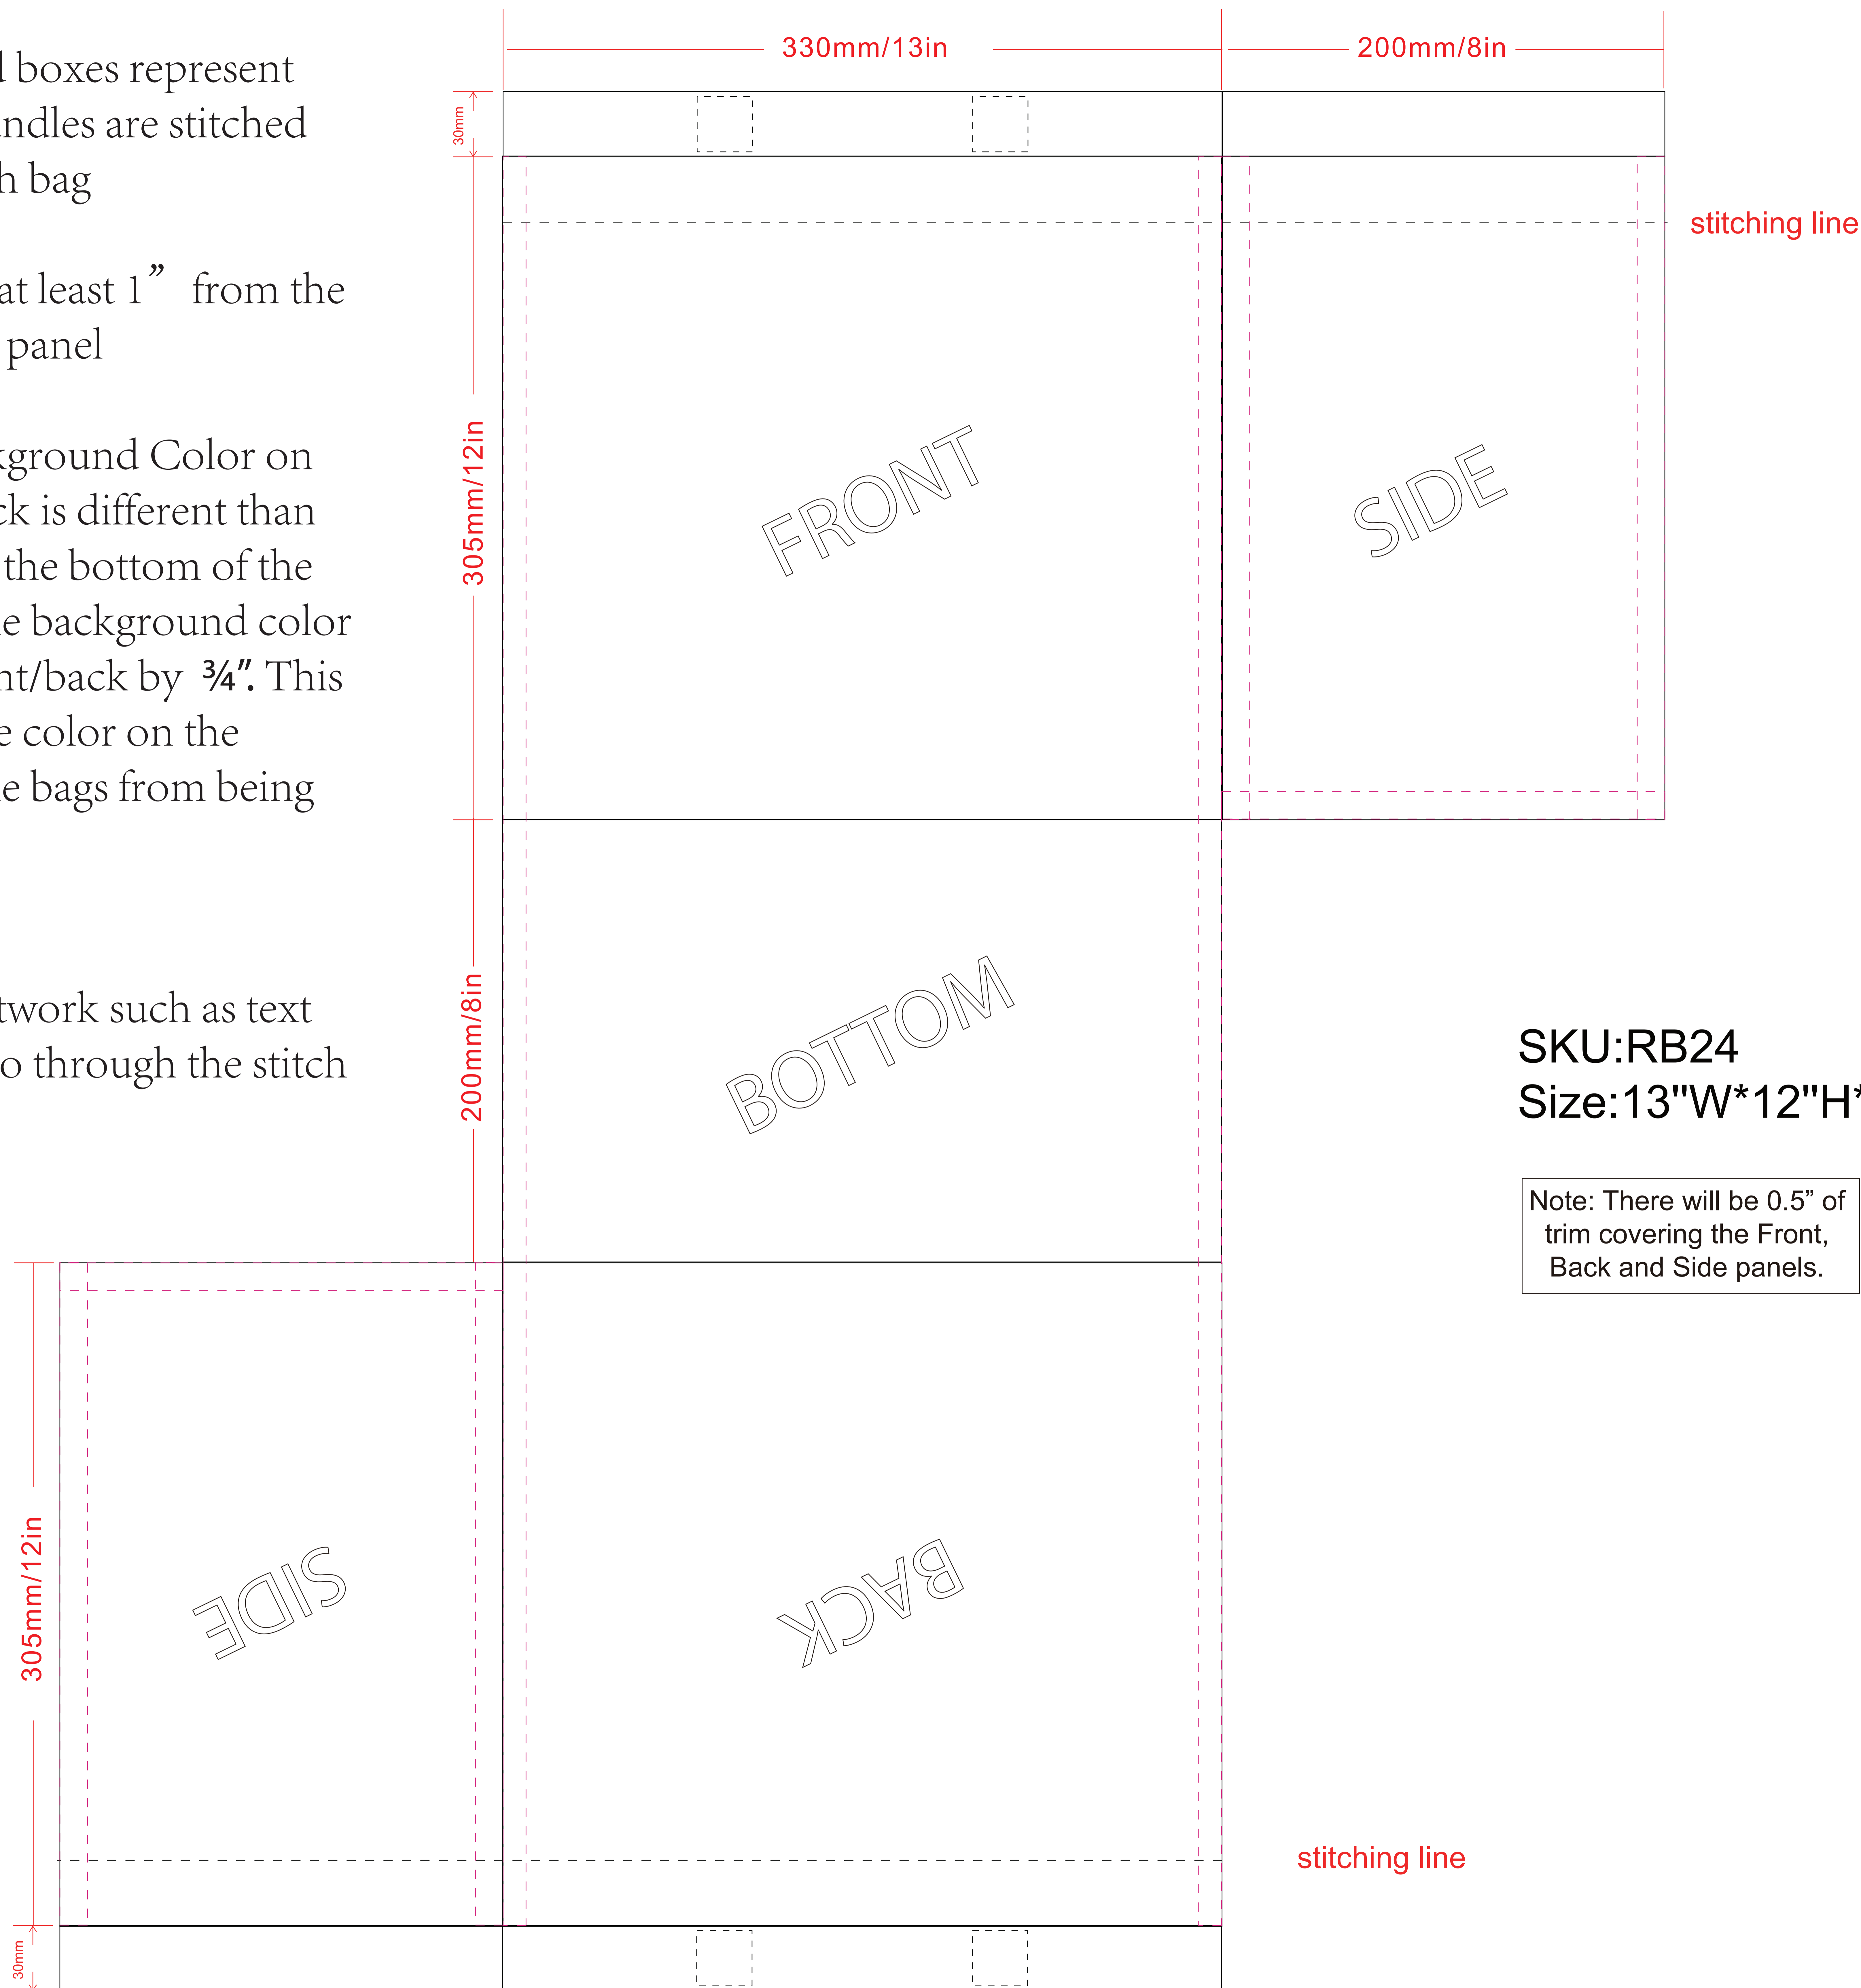 330mm/13in
200mm/8in
boxes represent
ndles are stitched
h bag
at least 1” from the
panel
ground Color on
ck is different than
the bottom of the
e background color
nt/back by ¾". This
e color on the
e bags from being
twork such as text
o through the stitch
30mm
305mm/12in
200mm/8in
stitching line
FRONT
SIDE
BOTTOM
SKU:RB24
Size:13"W*12"H*
Note: There will be 0.5” of
trim covering the Front,
Back and Side panels.
305mm/12in
SIDE
BACK
stitching line
30mm